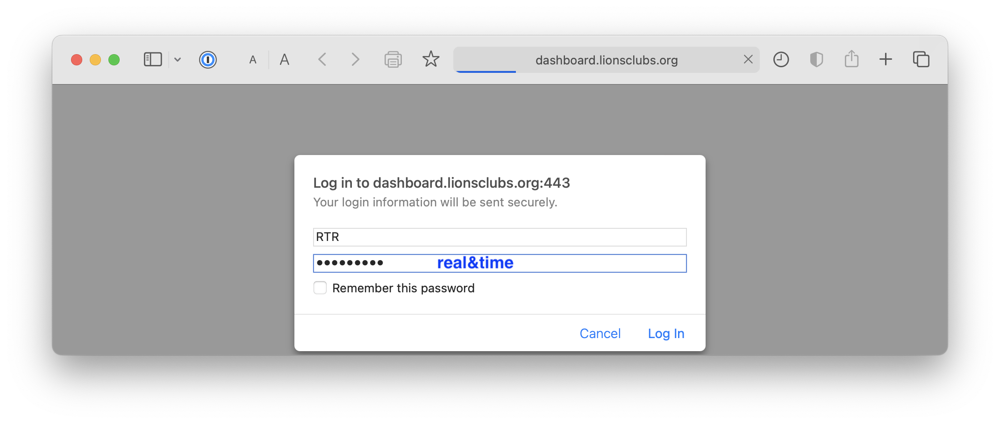 A A dashboard.lionsclubs.org
Log in to dashboard.lionsclubs.org:443
Your login information will be sent securely.
RTR
••••••••• real&time
Remember this password
Cancel Log In